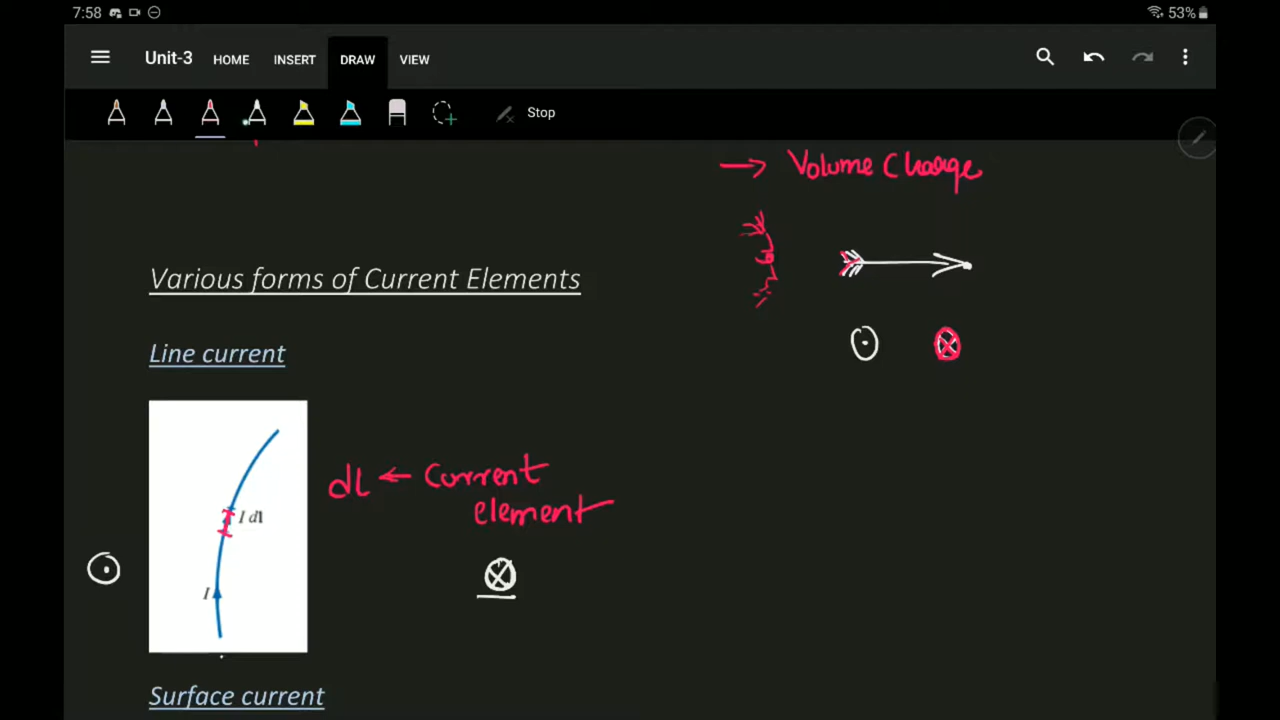 7:58 53%
Unit-3 HOME INSERT DRAW VIEW
Stop
→ Volume Charge
Various forms of Current Elements
Line current
dl ← Current
element
I dl
I
Surface current